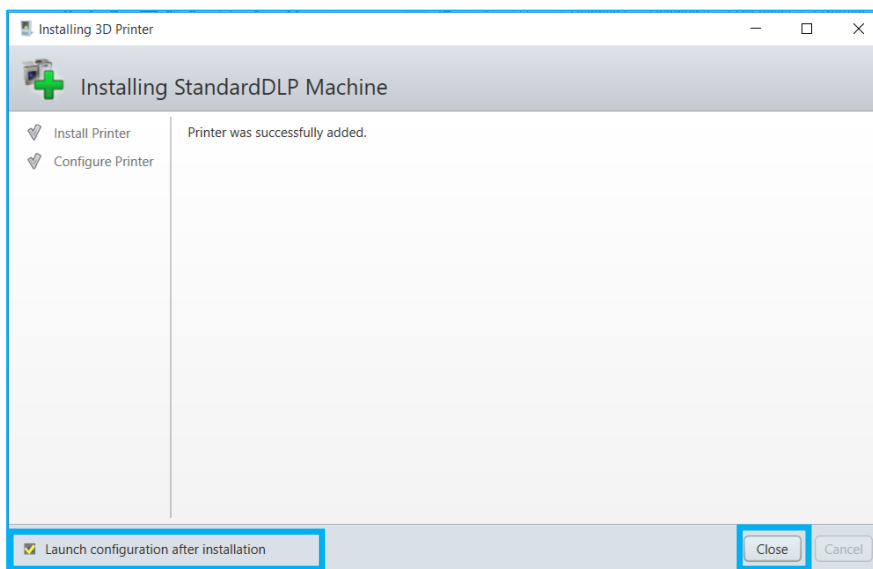 Installing 3D Printer
Installing StandardDLP Machine
Install Printer
Configure Printer
Printer was successfully added.
Launch configuration after installation
Close
Cancel